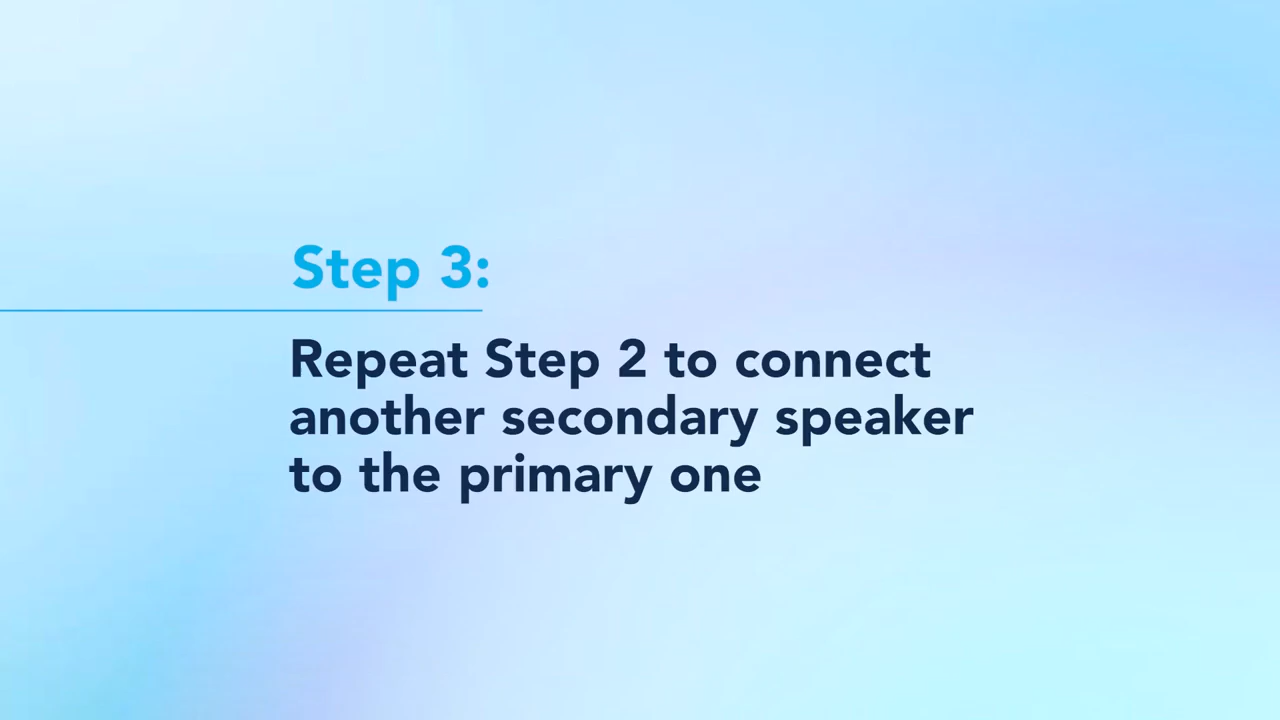 Step 3:
Repeat Step 2 to connect
another secondary speaker
to the primary one